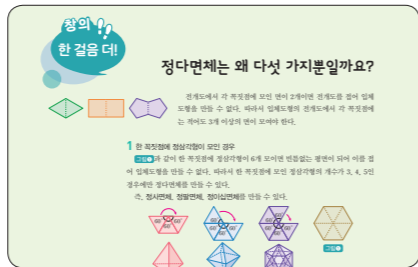 창의
한 걸음 더!
정다면체는 왜 다섯 가지뿐일까요?
전개도에서 각 꼭짓점에 모인 면이 2개이면 전개도를 접어 입체
도형을 만들 수 없다. 따라서 입체도형의 전개도에서 각 꼭짓점에
는 적어도 3개 이상의 면이 모여야 한다.
1 한 꼭짓점에 정삼각형이 모인 경우
그림❶과 같이 한 꼭짓점에 정삼각형이 6개 모이면 빈틈없는 평면이 되어 이를 접
어 입체도형을 만들 수 없다. 따라서 한 꼭짓점에 모인 정삼각형의 개수가 3, 4, 5인
경우에만 정다면체를 만들 수 있다.
즉, 정사면체, 정팔면체, 정이십면체를 만들 수 있다.
그림❶